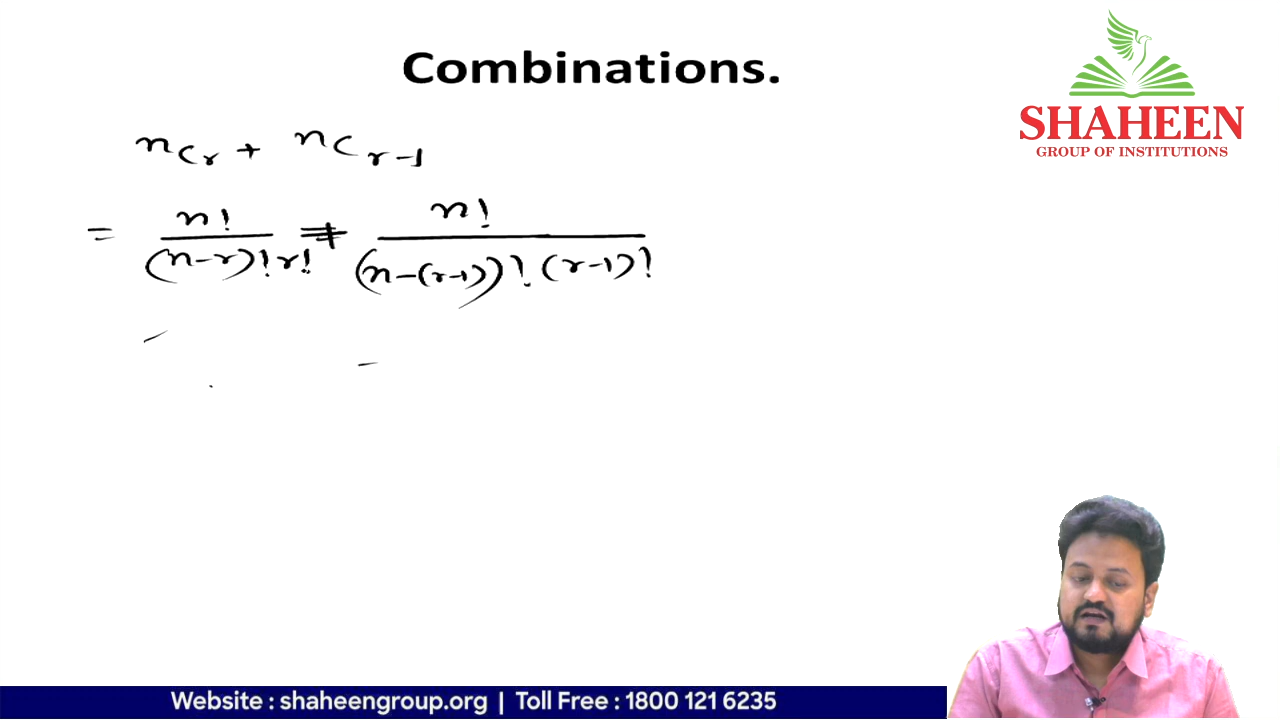 Combinations.
SHAHEEN
GROUP OF INSTITUTIONS
nCr + nCr-1
= n!/(n-r)!r! + n!/(n-(r-1))!(r-1)!
Website : shaheengroup.org | Toll Free : 1800 121 6235